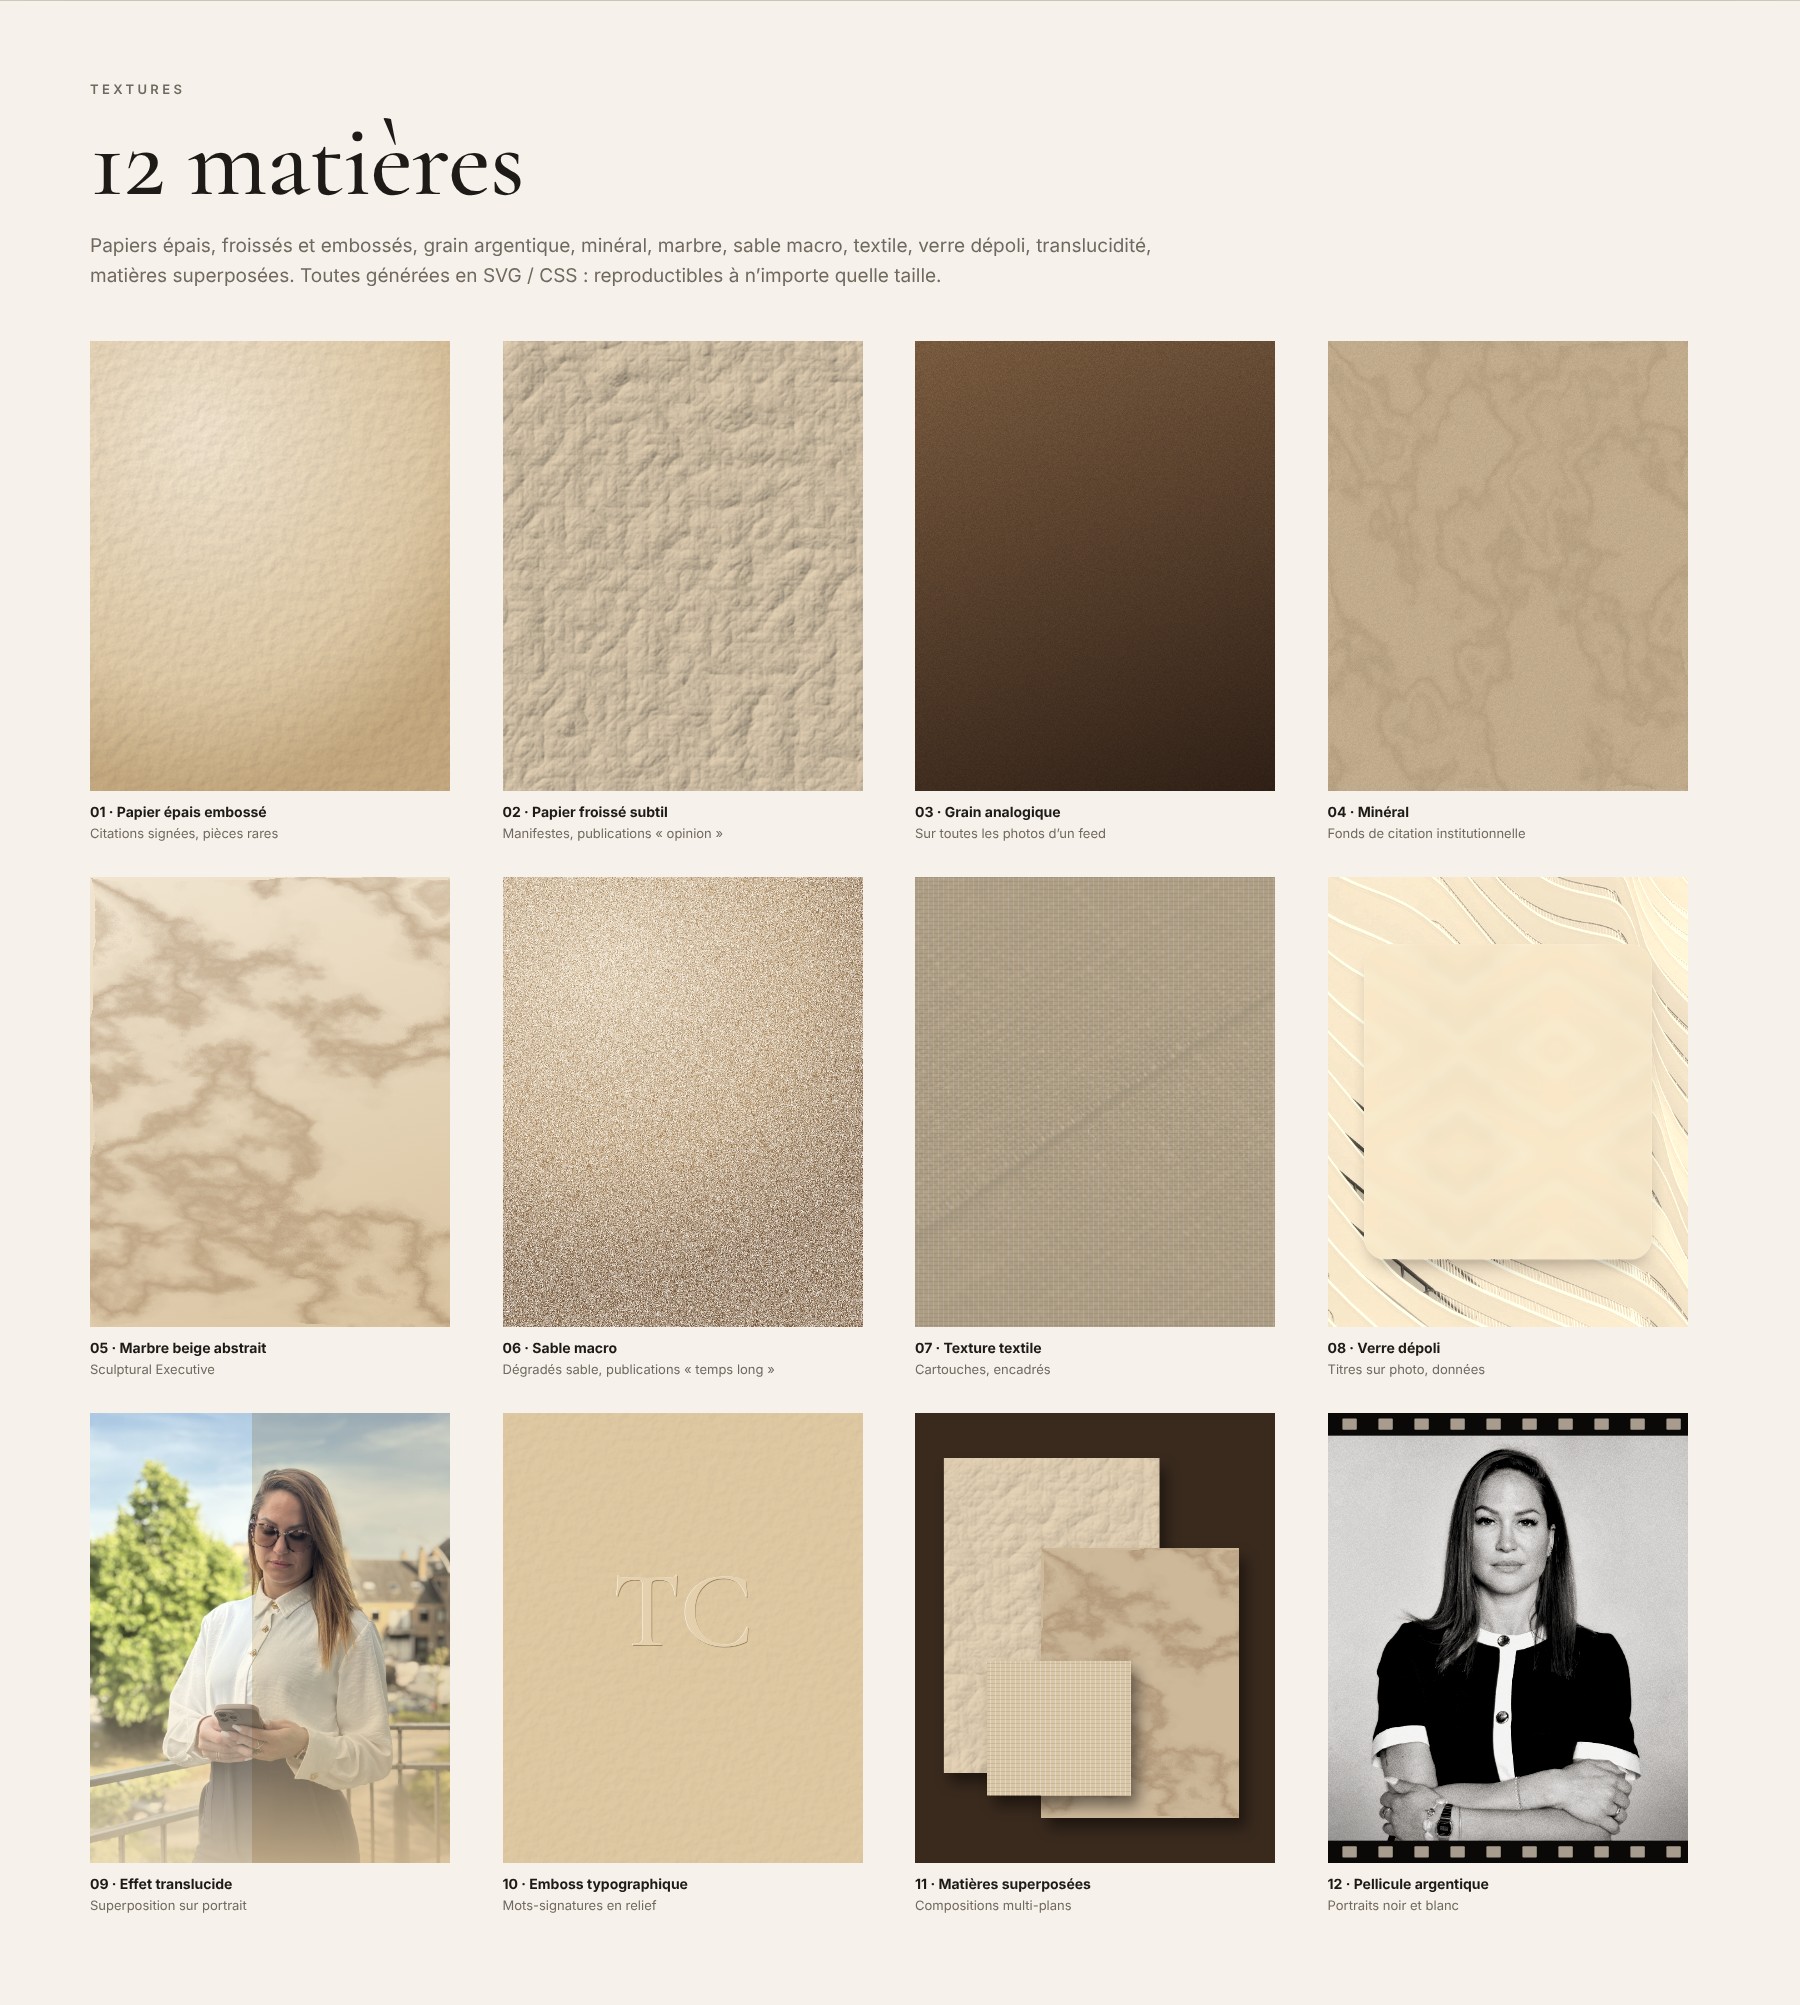 TEXTURES
12 matières
Papiers épais, froissés et embossés, grain argentique, minéral, marbre, sable macro, textile, verre dépoli, translucidité,
matières superposées. Toutes générées en SVG / CSS : reproductibles à n’importe quelle taille.
01 · Papier épais embossé
Citations signées, pièces rares
02 · Papier froissé subtil
Manifestes, publications « opinion »
03 · Grain analogique
Sur toutes les photos d’un feed
04 · Minéral
Fonds de citation institutionnelle
05 · Marbre beige abstrait
Sculptural Executive
06 · Sable macro
Dégradés sable, publications « temps long »
07 · Texture textile
Cartouches, encadrés
08 · Verre dépoli
Titres sur photo, données
TC
09 · Effet translucide
Superposition sur portrait
10 · Emboss typographique
Mots-signatures en relief
11 · Matières superposées
Compositions multi-plans
12 · Pellicule argentique
Portraits noir et blanc